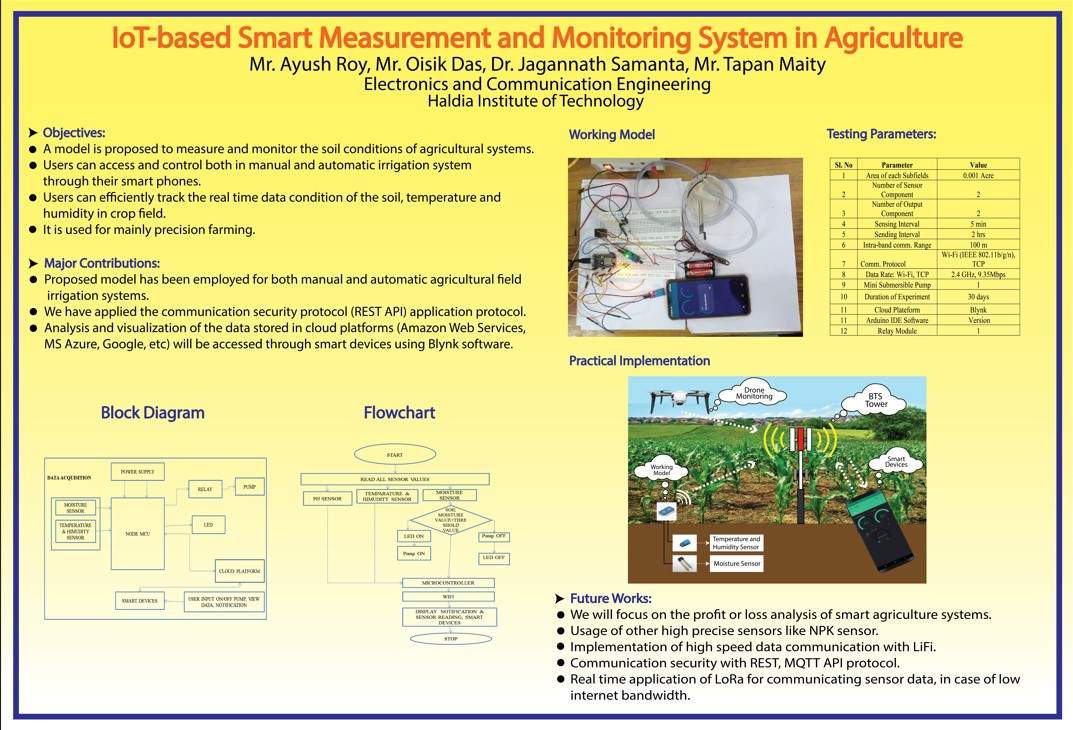 IoT-based Smart Measurement and Monitoring System in Agriculture
Mr. Ayush Roy, Mr. Oisik Das, Dr. Jagannath Samanta, Mr. Tapan Maity
Electronics and Communication Engineering
Haldia Institute of Technology
➤ Objectives:
● A model is proposed to measure and monitor the soil conditions of agricultural systems.
● Users can access and control both in manual and automatic irrigation system
through their smart phones.
● Users can efficiently track the real time data condition of the soil, temperature and
humidity in crop field.
● It is used for mainly precision farming.
➤ Major Contributions:
● Proposed model has been employed for both manual and automatic agricultural field
irrigation systems.
● We have applied the communication security protocol (REST API) application protocol.
● Analysis and visualization of the data stored in cloud platforms (Amazon Web Services,
MS Azure, Google, etc) will be accessed through smart devices using Blynk software.
Block Diagram
DATA ACQUISITION
POWER SUPPLY
MOISTURE
SENSOR
TEMPERATURE
& HIMUDITY
SENSOR
NODE MCU
RELAY
PUMP
LED
CLOUD PLATFORM
SMART DEVICES
USER INPUT ON/OFF PUMP, VIEW
DATA, NOTIFICATION
Flowchart
START
READ ALL SENSOR VALUES
PH SENSOR
TEMPARATURE &
HIMUDITY SENSOR
MOISTURE
SENSOR
SOIL
MOISTURE
VALUE>THRE
SHOLD
VALUE
LED ON
Pump ON
Pump OFF
LED OFF
MICROCONTROLLER
WIFI
DISPLAY NOTIFICATION &
SENSOR READING, SMART
DEVICES
STOP
Working Model
Testing Parameters:
Sl. No Parameter Value
1 Area of each Subfields 0.001 Acre
2 Number of Sensor
Component 2
3 Number of Output
Component 2
4 Sensing Interval 5 min
5 Sending Interval 2 hrs
6 Intra-band comm. Range 100 m
7 Comm. Protocol Wi-Fi (IEEE 802.11b/g/n),
TCP
8 Data Rate: Wi-Fi, TCP 2.4 GHz, 9.35Mbps
9 Mini Submersible Pump 1
10 Duration of Experiment 30 days
11 Cloud Plateform Blynk
11 Arduino IDE Software Version
12 Relay Module 1
Practical Implementation
Drone
Monitoring
BTS
Tower
Working
Model
Smart
Devices
Temperature and
Humidity Sensor
Moisture Sensor
➤ Future Works:
● We will focus on the profit or loss analysis of smart agriculture systems.
● Usage of other high precise sensors like NPK sensor.
● Implementation of high speed data communication with LiFi.
● Communication security with REST, MQTT API protocol.
● Real time application of LoRa for communicating sensor data, in case of low
internet bandwidth.